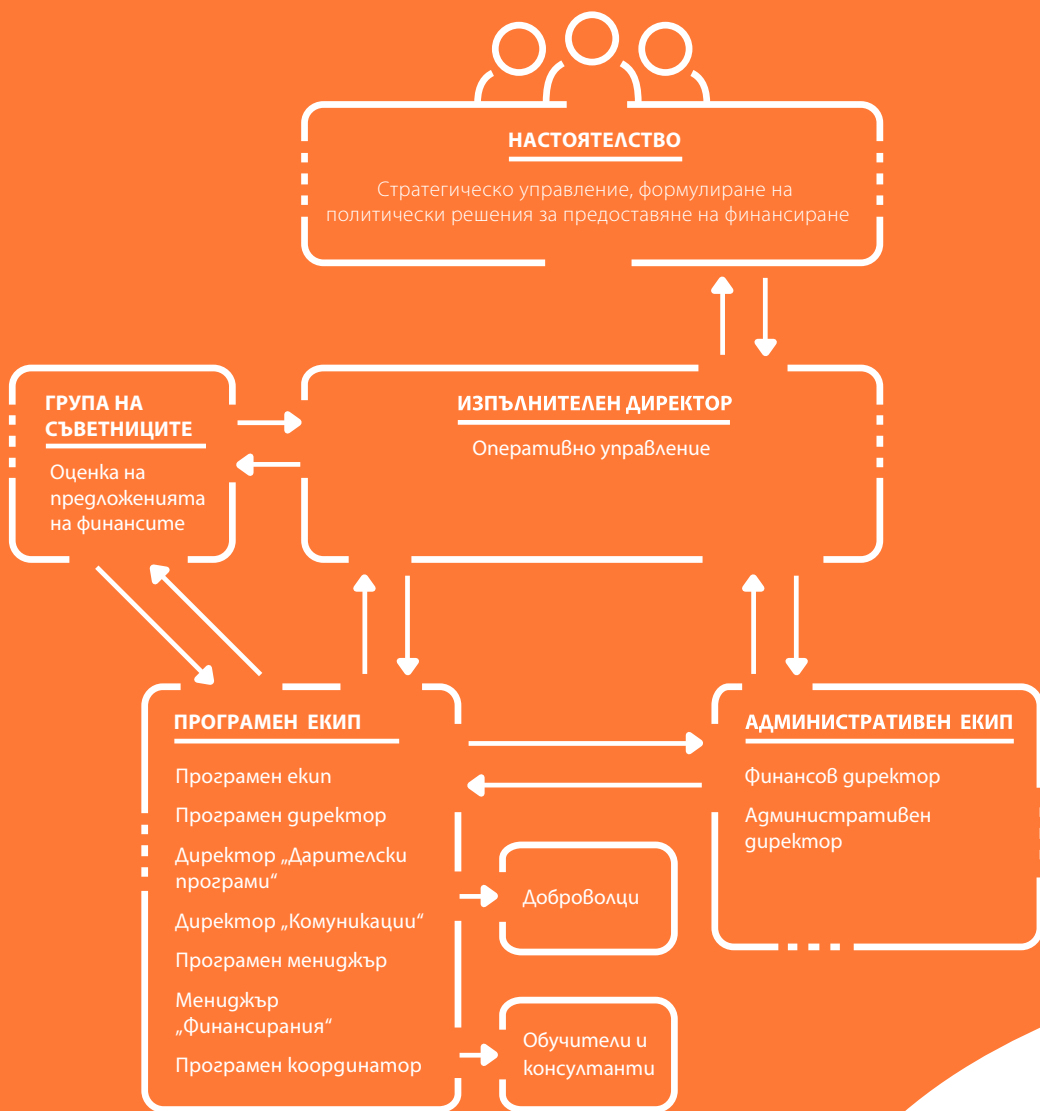 НАСТОЯТЕЛСТВО
Стратегическо управление, формулиране на
политически решения за предоставяне на финансиране
ГРУПА НА
СЪВЕТНИЦИТЕ
Оценка на
предложенията
на финансите
ИЗПЪЛНИТЕЛЕН ДИРЕКТОР
Оперативно управление
ПРОГРАМЕН ЕКИП
Програмен екип
Програмен директор
Директор „Дарителски
програми“
Директор „Комуникации“
Програмен мениджър
Мениджър
„Финансирания“
Програмен координатор
Доброволци
Обучители и
консултанти
АДМИНИСТРАТИВЕН ЕКИП
Финансов директор
Административен
директор